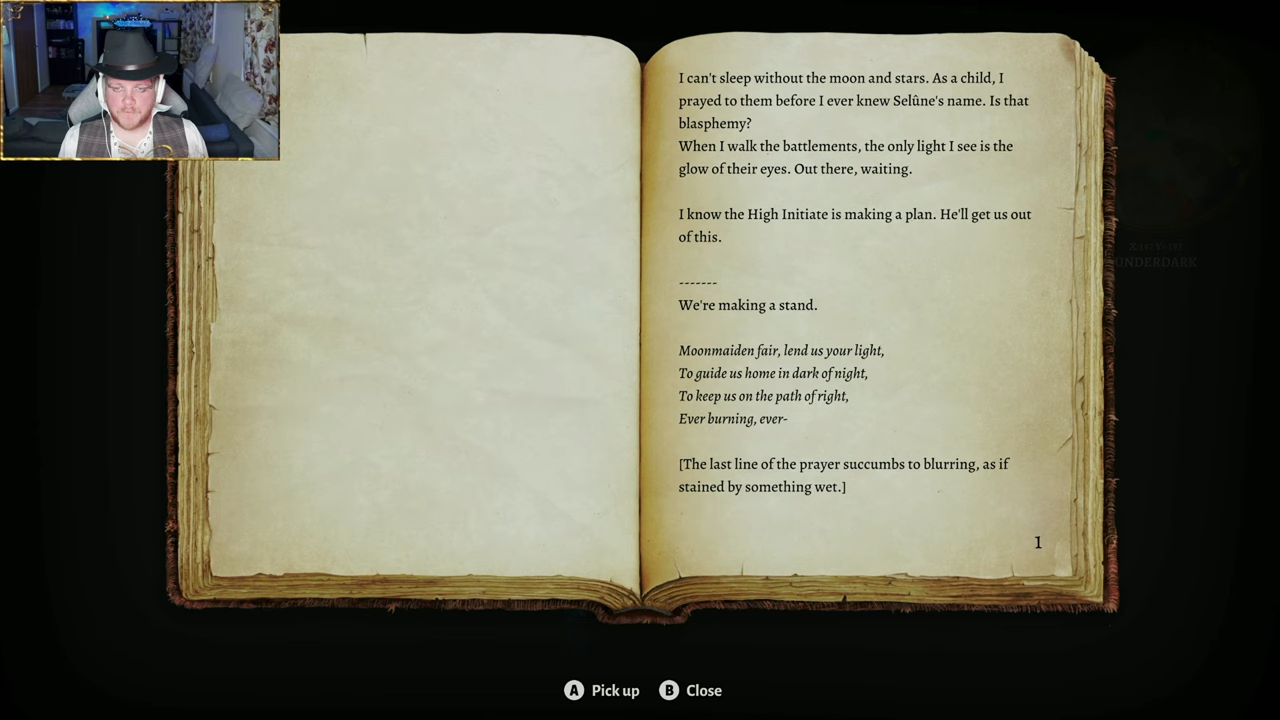 I can't sleep without the moon and stars. As a child, I
prayed to them before I ever knew Selûne's name. Is that
blasphemy?
When I walk the battlements, the only light I see is the
glow of their eyes. Out there, waiting.
I know the High Initiate is making a plan. He'll get us out
of this.
-------
We're making a stand.
Moonmaiden fair, lend us your light,
To guide us home in dark of night,
To keep us on the path of right,
Ever burning, ever-
[The last line of the prayer succumbs to blurring, as if
stained by something wet.]
1
UNDERDARK
A Pick up B Close